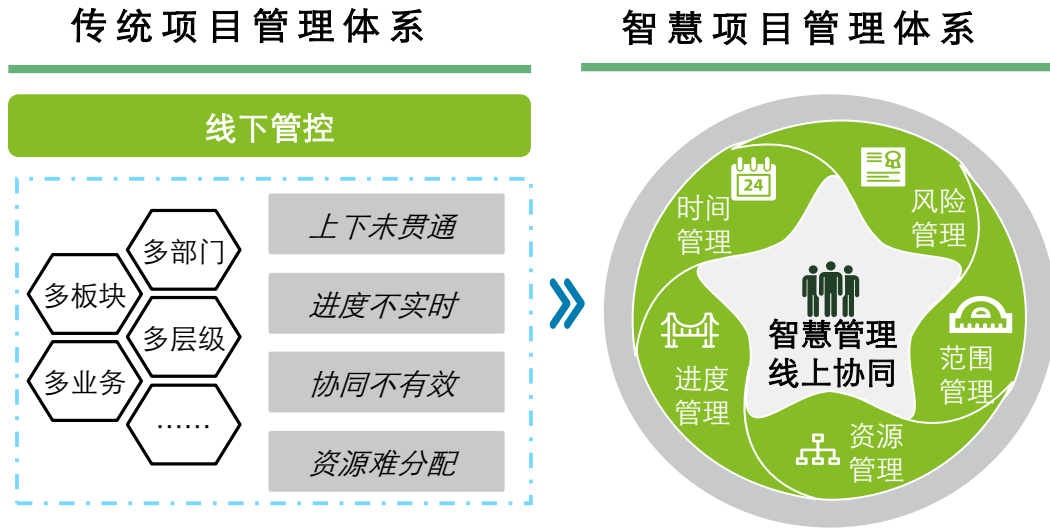 传统项目管理体系
线下管控
多部门
多板块
多层级
多业务
......
上下未贯通
进度不实时
协同不有效
资源难分配
智慧项目管理体系
24
时间
管理
风险
管理
进度
管理
范围
管理
资源
管理
智慧管理
线上协同